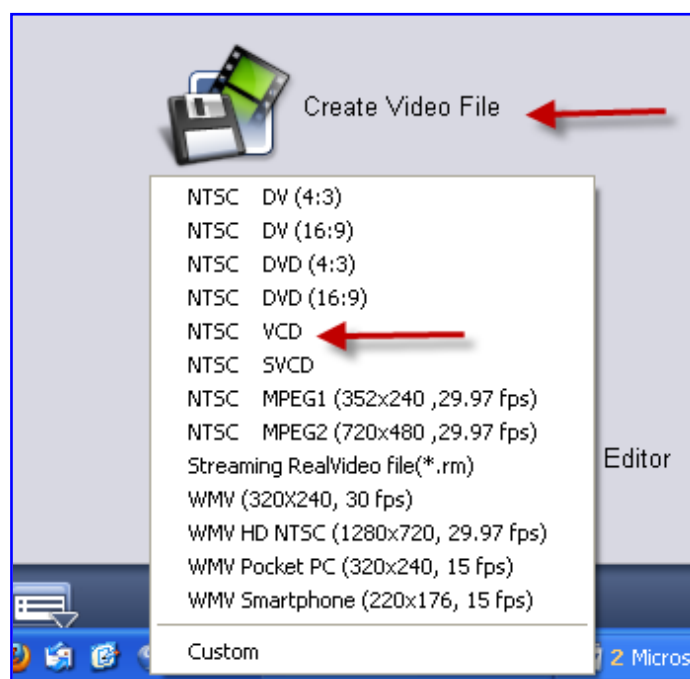 Create Video File
NTSC DV (4:3)
NTSC DV (16:9)
NTSC DVD (4:3)
NTSC DVD (16:9)
NTSC VCD
NTSC SVCD
NTSC MPEG1 (352x240 ,29.97 fps)
NTSC MPEG2 (720x480 ,29.97 fps)
Editor
Streaming RealVideo file(*.rm)
WMV (320X240, 30 fps)
WMV HD NTSC (1280x720, 29.97 fps)
WMV Pocket PC (320x240, 15 fps)
WMV Smartphone (220x176, 15 fps)
Custom
2 Micros